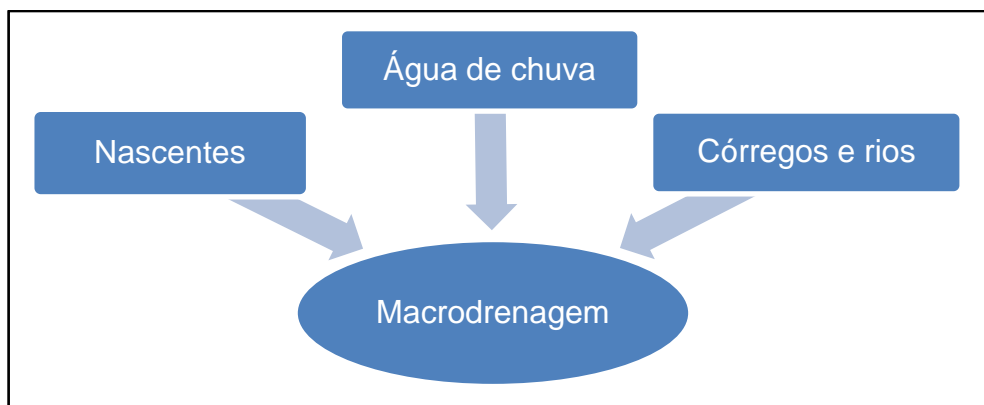 Água de chuva
Nascentes
Córregos e rios
Macrodrenagem